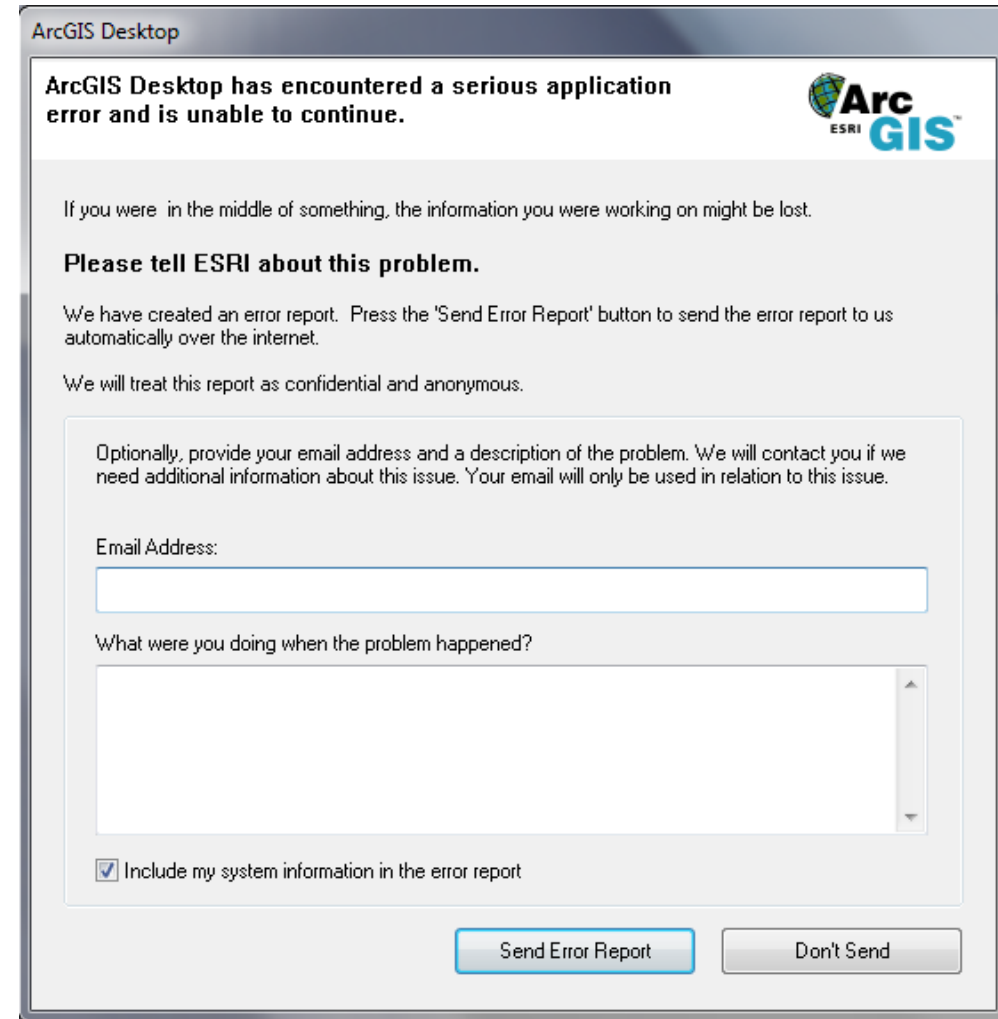 ArcGIS Desktop
ArcGIS Desktop has encountered a serious application
error and is unable to continue.
Arc
ESRI GIS™
If you were  in the middle of something, the information you were working on might be lost.
Please tell ESRI about this problem.
We have created an error report.  Press the 'Send Error Report' button to send the error report to us
automatically over the internet.
We will treat this report as confidential and anonymous.
Optionally, provide your email address and a description of the problem. We will contact you if we
need additional information about this issue. Your email will only be used in relation to this issue.
Email Address:
What were you doing when the problem happened?
Include my system information in the error report
Send Error Report
Don't Send